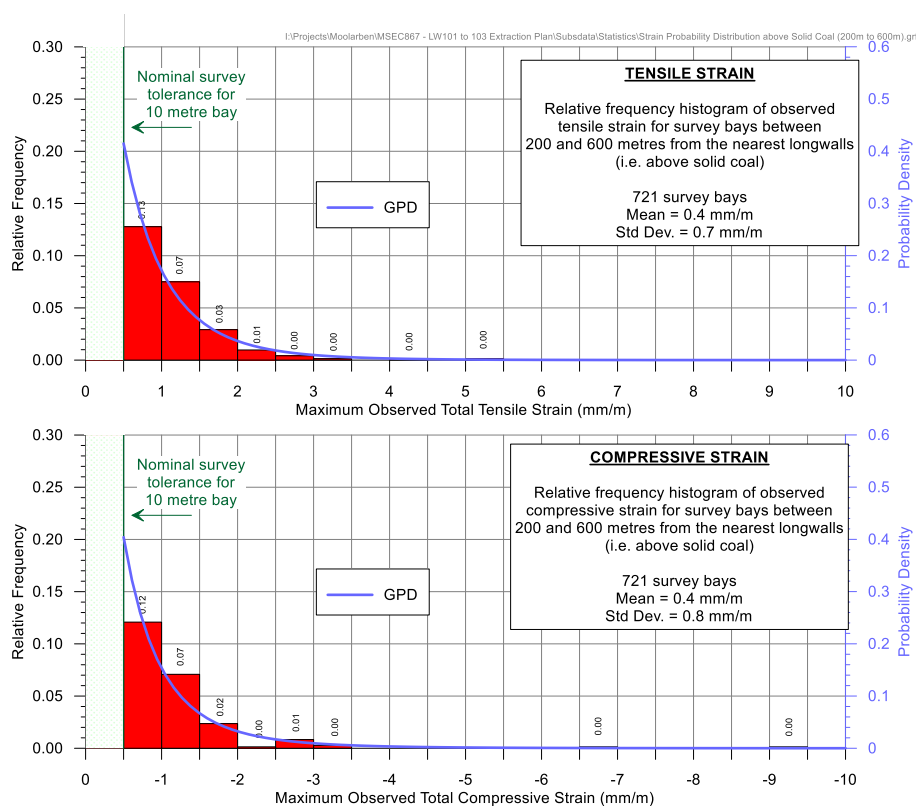 I:\Projects\Moolarben\MSEC867 - LW101 to 103 Extraction Plan\Subsdata\Statistics\Strain Probability Distribution above Solid Coal (200m to 600m).gr
0.30
0.25
0.20
0.15
0.10
0.05
0.00
Relative Frequency
Nominal survey
tolerance for
10 metre bay
0.13
0.07
0.03
0.01
0.00
0.00
0.00
0.00
GPD
TENSILE STRAIN
Relative frequency histogram of observed
tensile strain for survey bays between
200 and 600 metres from the nearest longwalls
(i.e. above solid coal)
721 survey bays
Mean = 0.4 mm/m
Std Dev. = 0.7 mm/m
0.6
0.5
0.4
0.3
0.2
0.1
0
Probability Density
0 1 2 3 4 5 6 7 8 9 10
Maximum Observed Total Tensile Strain (mm/m)
0.30
0.25
0.20
0.15
0.10
0.05
0.00
Relative Frequency
Nominal survey
tolerance for
10 metre bay
0.12
0.07
0.02
0.00
0.01
0.00
0.00
0.00
GPD
COMPRESSIVE STRAIN
Relative frequency histogram of observed
compressive strain for survey bays between
200 and 600 metres from the nearest longwalls
(i.e. above solid coal)
721 survey bays
Mean = 0.4 mm/m
Std Dev. = 0.8 mm/m
0.6
0.5
0.4
0.3
0.2
0.1
0
Probability Density
0 -1 -2 -3 -4 -5 -6 -7 -8 -9 -10
Maximum Observed Total Compressive Strain (mm/m)